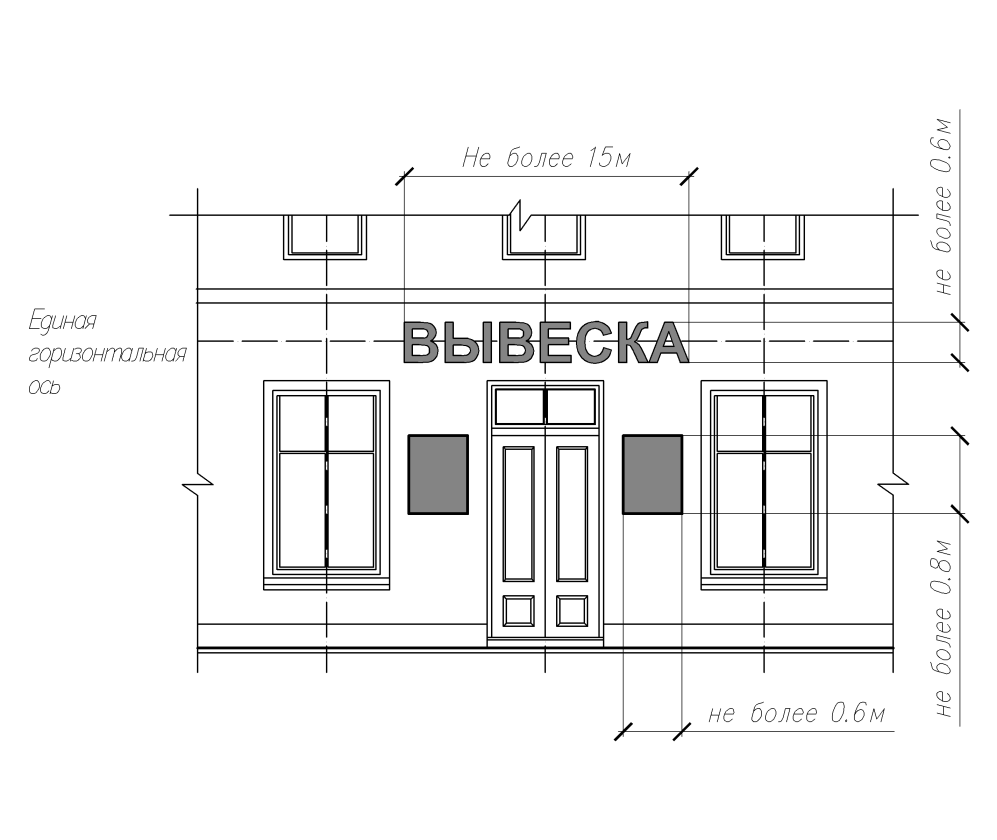 Не более 15м
не более 0.6м
Единая
горизонтальная
ось
ВЫВЕСКА
не более 0.8м
не более 0.6м